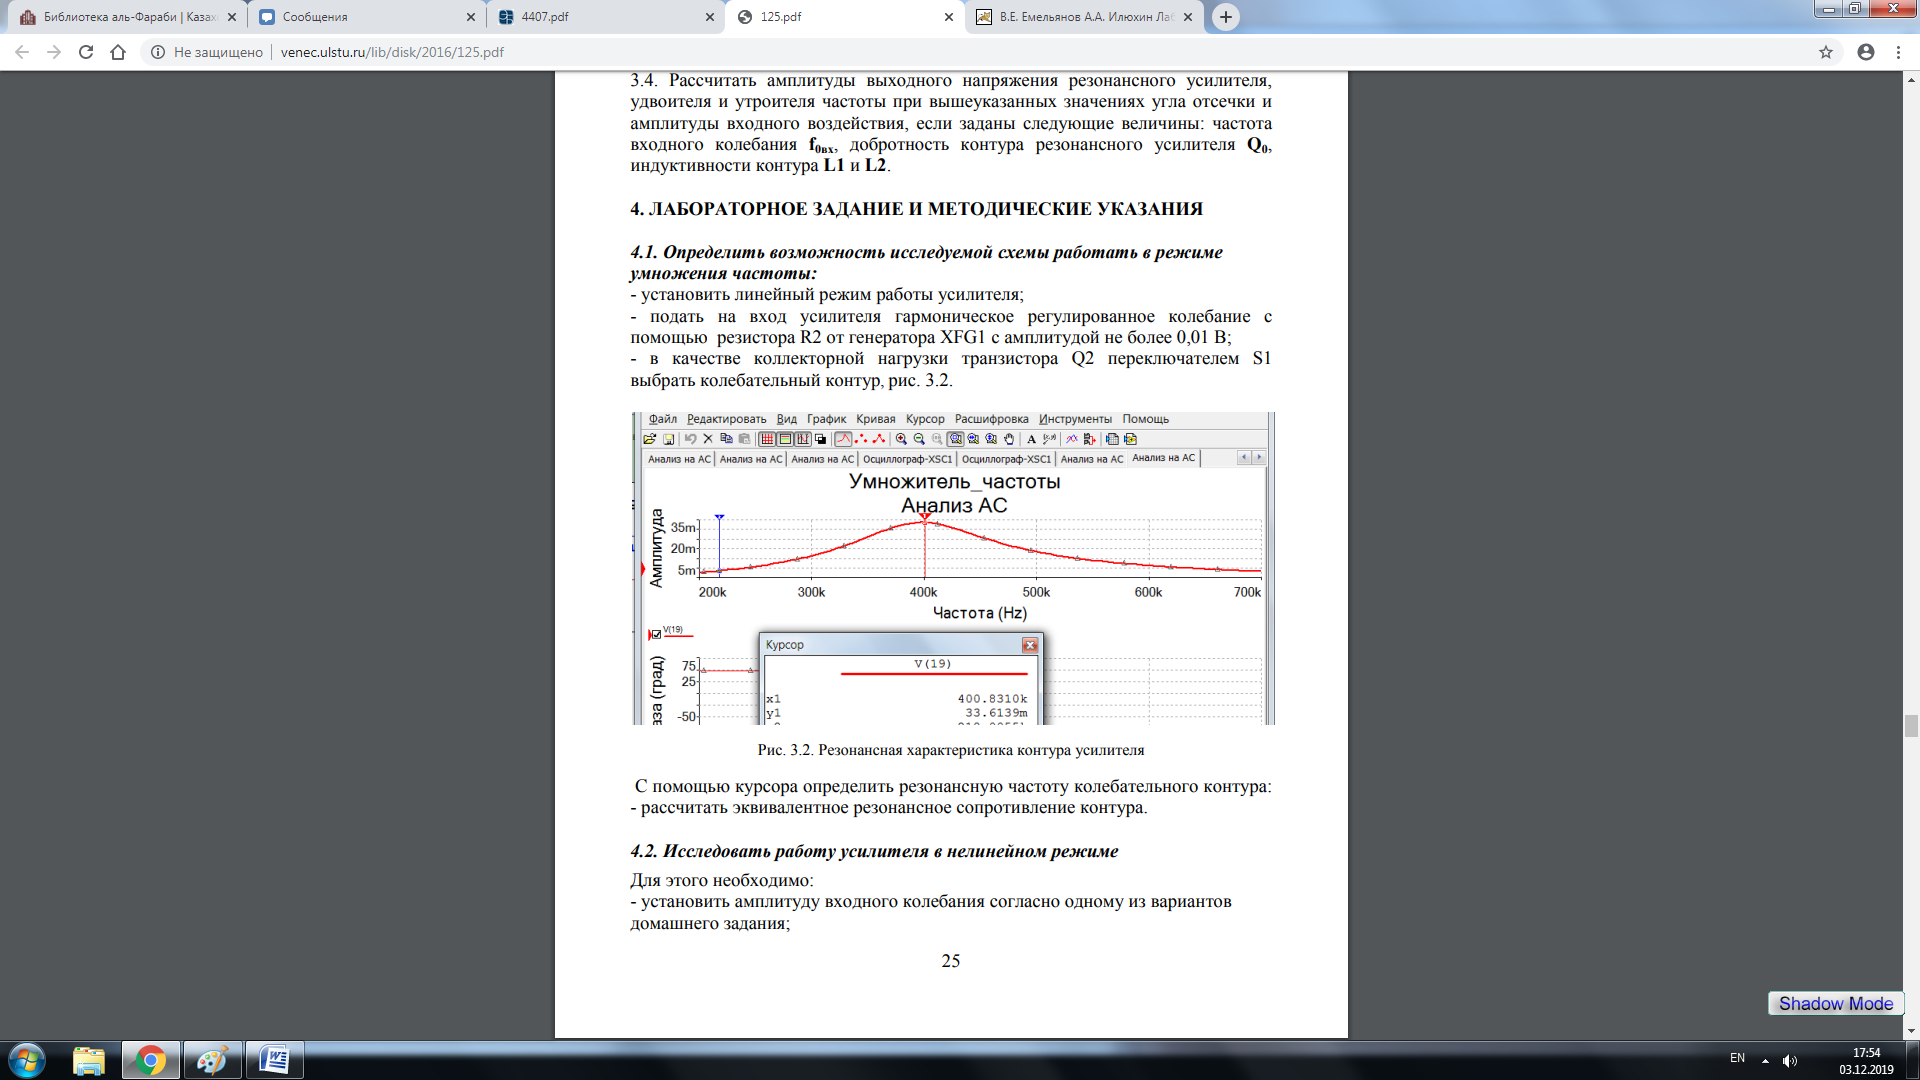 Библиотека аль-Фараби | Казах
Сообщения
4407.pdf
125.pdf
В.Е. Емельянов А.А. Илюхин Ла
Не защищено
venec.ulstu.ru/lib/disk/2016/125.pdf
3.4. Рассчитать амплитуды выходного напряжения резонансного усилителя,
удвоителя и утроителя частоты при вышеуказанных значениях угла отсечки и
амплитуды входного воздействия, если заданы следующие величины: частота
входного колебания f0вх, добротность контура резонансного усилителя Q0,
индуктивности контура L1 и L2.
4. ЛАБОРАТОРНОЕ ЗАДАНИЕ И МЕТОДИЧЕСКИЕ УКАЗАНИЯ
4.1. Определить возможность исследуемой схемы работать в режиме
умножения частоты:
- установить линейный режим работы усилителя;
- подать на вход усилителя гармоническое регулированное колебание с
помощью резистора R2 от генератора XFG1 с амплитудой не более 0,01 В;
- в качестве коллекторной нагрузки транзистора Q2 переключателем S1
выбрать колебательный контур, рис. 3.2.
Файл Редактировать Вид График Кривая Курсор Расшифровка Инструменты Помощь
Анализ на AC Анализ на AC Анализ на AC Осциллограф-XSC1 Осциллограф-XSC1 Анализ на AC Анализ на AC
Умножитель_частоты
Анализ AC
Амплитуда
35m
20m
5m
200k 300k 400k 500k 600k 700k
Частота (Hz)
V(19)
Курсор
V(19)
аза (град)
75
25
-50
x1 400.8310k
y1 33.6139m
Рис. 3.2. Резонансная характеристика контура усилителя
С помощью курсора определить резонансную частоту колебательного контура:
- рассчитать эквивалентное резонансное сопротивление контура.
4.2. Исследовать работу усилителя в нелинейном режиме
Для этого необходимо:
- установить амплитуду входного колебания согласно одному из вариантов
домашнего задания;
25
Shadow Mode
EN
17:54
03.12.2019